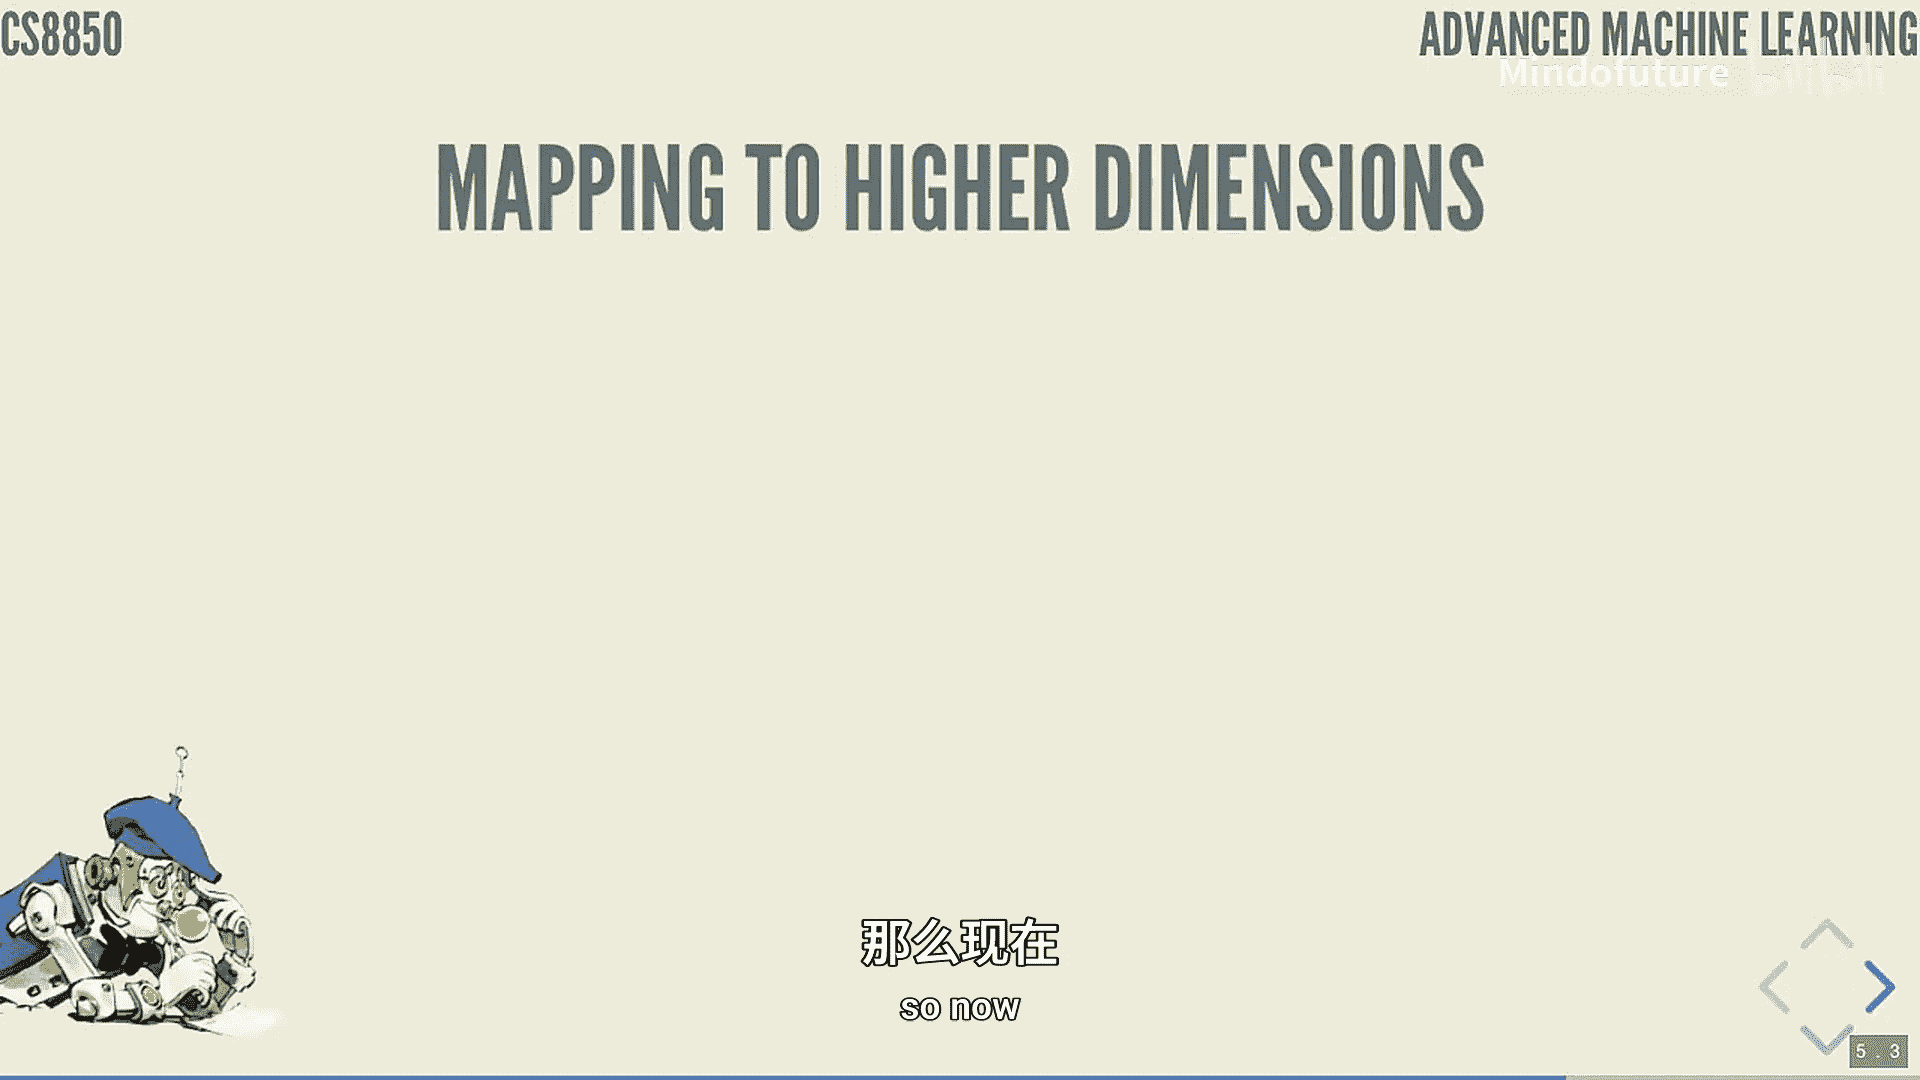 CS8850
ADVANCED MACHINE LEARNING
Mindofuture
MAPPING TO HIGHER DIMENSIONS
那么现在
so now
5.3